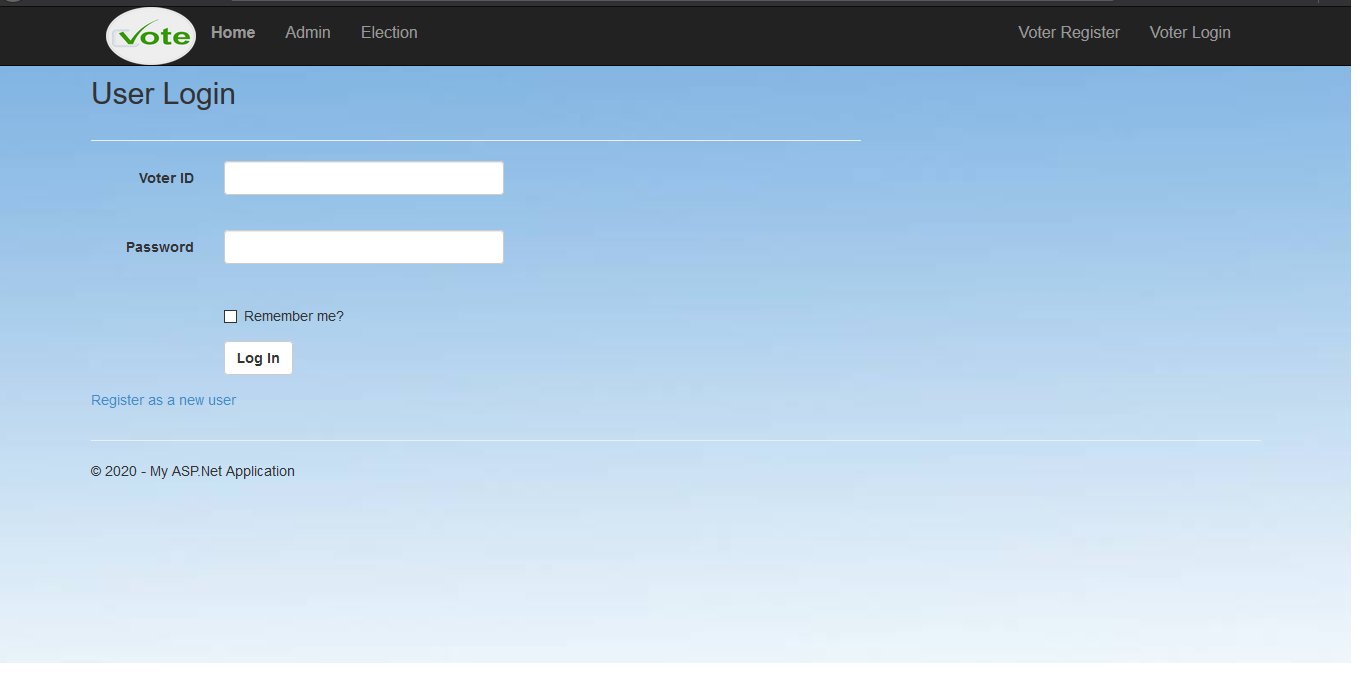 Vote Home Admin Election Voter Register Voter Login
User Login
Voter ID
Password
Remember me?
Log In
Register as a new user
© 2020 - My ASP.Net Application